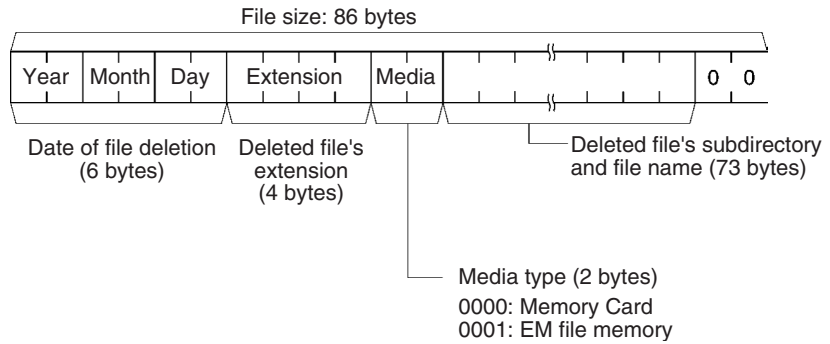 File size: 86 bytes
Year Month Day Extension Media 0 0
Date of file deletion
(6 bytes)
Deleted file's
extension
(4 bytes)
Deleted file's subdirectory
and file name (73 bytes)
Media type (2 bytes)
0000: Memory Card
0001: EM file memory